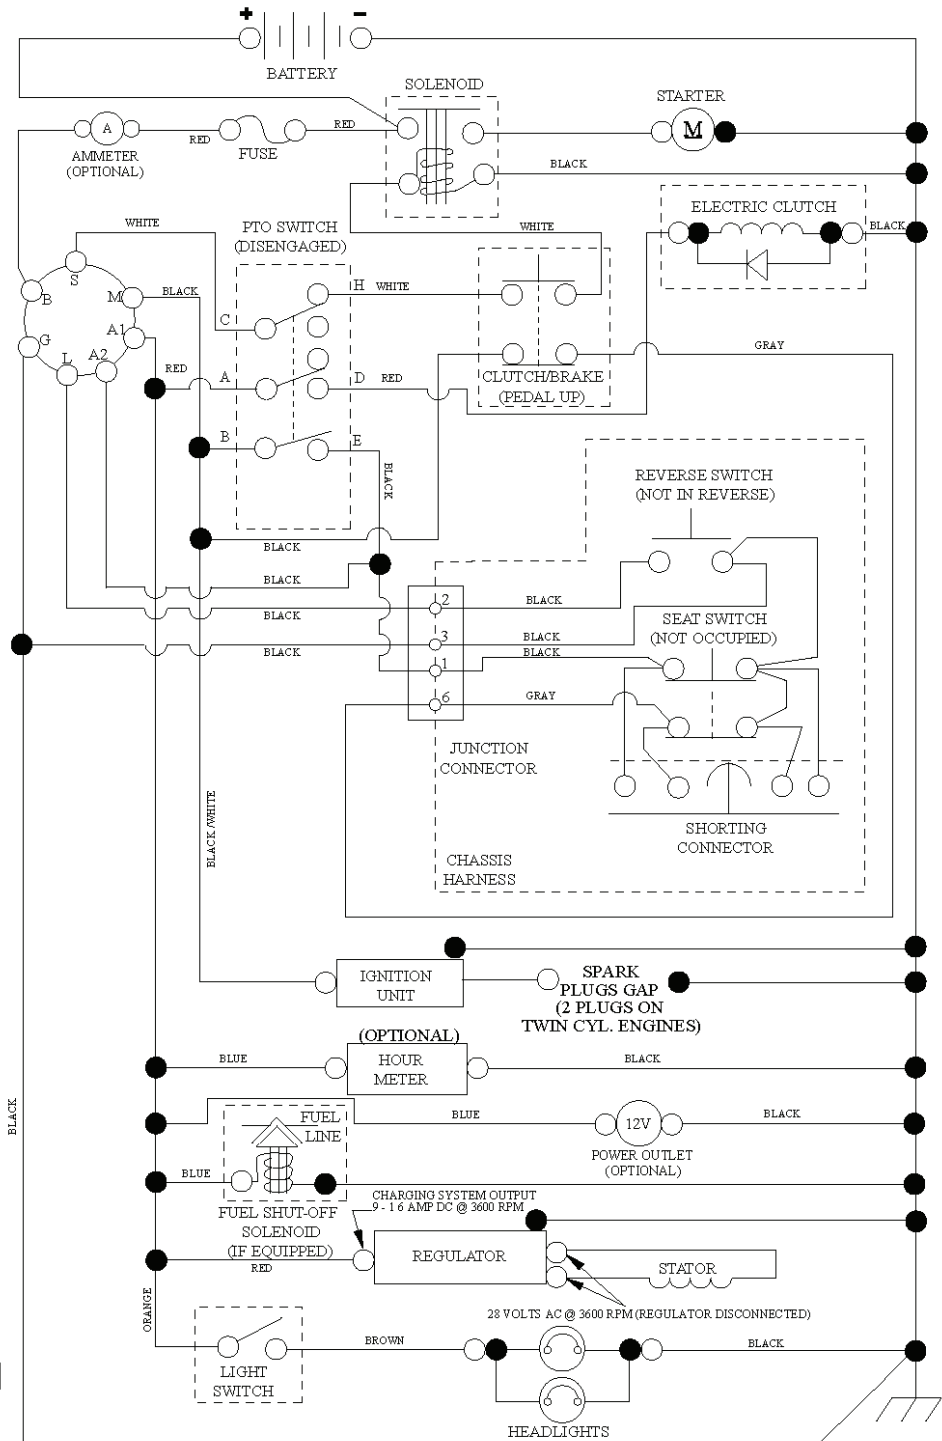 + −
BATTERY
SOLENOID
STARTER
M
A
RED
RED
AMMETER
(OPTIONAL)
FUSE
BLACK
ELECTRIC CLUTCH
BLACK
WHITE
PTO SWITCH
(DISENGAGED)
WHITE
S
B
M
BLACK
H
WHITE
C
G
A1
L
A2
RED
A
D
RED
GRAY
CLUTCH/BRAKE
(PEDAL UP)
B
E
BLACK
REVERSE SWITCH
(NOT IN REVERSE)
BLACK
BLACK
BLACK
BLACK
2
BLACK
SEAT SWITCH
(NOT OCCUPIED)
3
BLACK
BLACK
1
6
GRAY
JUNCTION
CONNECTOR
BLACK /WHITE
SHORTING
CONNECTOR
CHASSIS
HARNESS
IGNITION
UNIT
SPARK
PLUGS GAP
(2 PLUGS ON
TWIN CYL. ENGINES)
(OPTIONAL)
HOUR
METER
BLUE
BLACK
BLACK
FUEL
LINE
BLUE
12V
BLACK
POWER OUTLET
(OPTIONAL)
BLUE
CHARGING SYSTEM OUTPUT
9 - 1 6 AMP DC @ 3600 RPM
FUEL SHUT-OFF
SOLENOID
(IF EQUIPPED)
RED
REGULATOR
STATOR
28 VOLTS AC @ 3600 RPM (REGULATOR DISCONNECTED)
ORANGE
BROWN
BLACK
LIGHT
SWITCH
HEADLIGHTS